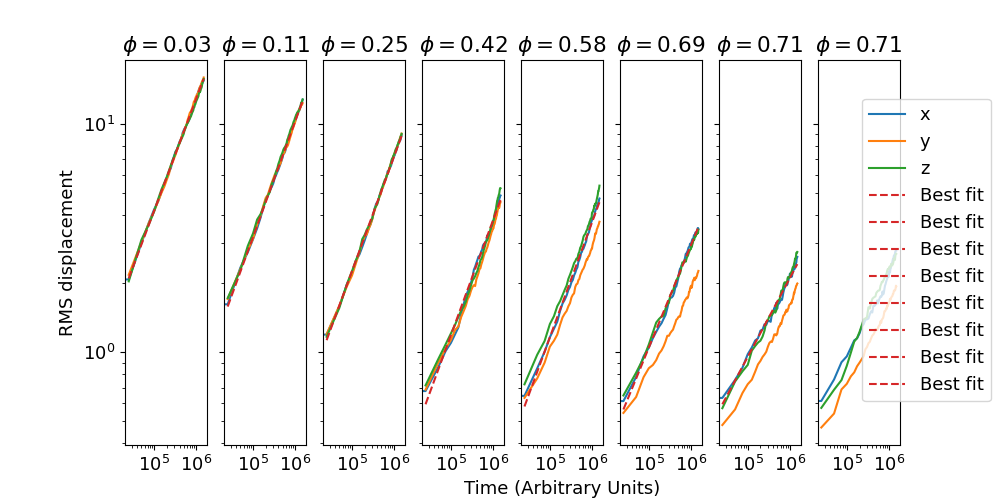 ϕ = 0.03 ϕ = 0.11 ϕ = 0.25 ϕ = 0.42 ϕ = 0.58 ϕ = 0.69 ϕ = 0.71 ϕ = 0.71
RMS displacement
10¹
10⁰
10⁵ 10⁶ 10⁵ 10⁶ 10⁵ 10⁶ 10⁵ 10⁶ 10⁵ 10⁶ 10⁵ 10⁶ 10⁵ 10⁶ 10⁵ 10⁶
Time (Arbitrary Units)
x
y
z
Best fit
Best fit
Best fit
Best fit
Best fit
Best fit
Best fit
Best fit